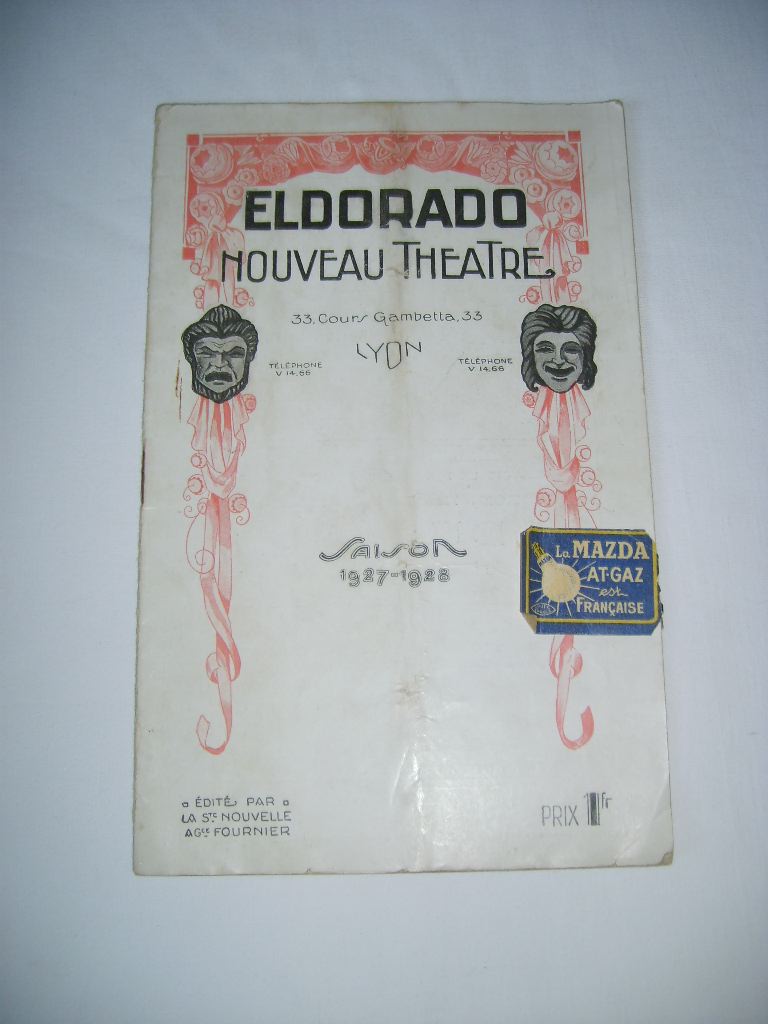 ELDORADO
NOUVEAU THEATRE
33, Cours Gambetta, 33
LYON
TÉLÉPHONE
V 14.66
TÉLÉPHONE
V 14.66
SAISON
1927-1928
La MAZDA
AT-GAZ
est
FRANÇAISE
ÉDITÉ PAR
LA STÉ NOUVELLE
AGCE FOURNIER
PRIX 1fr